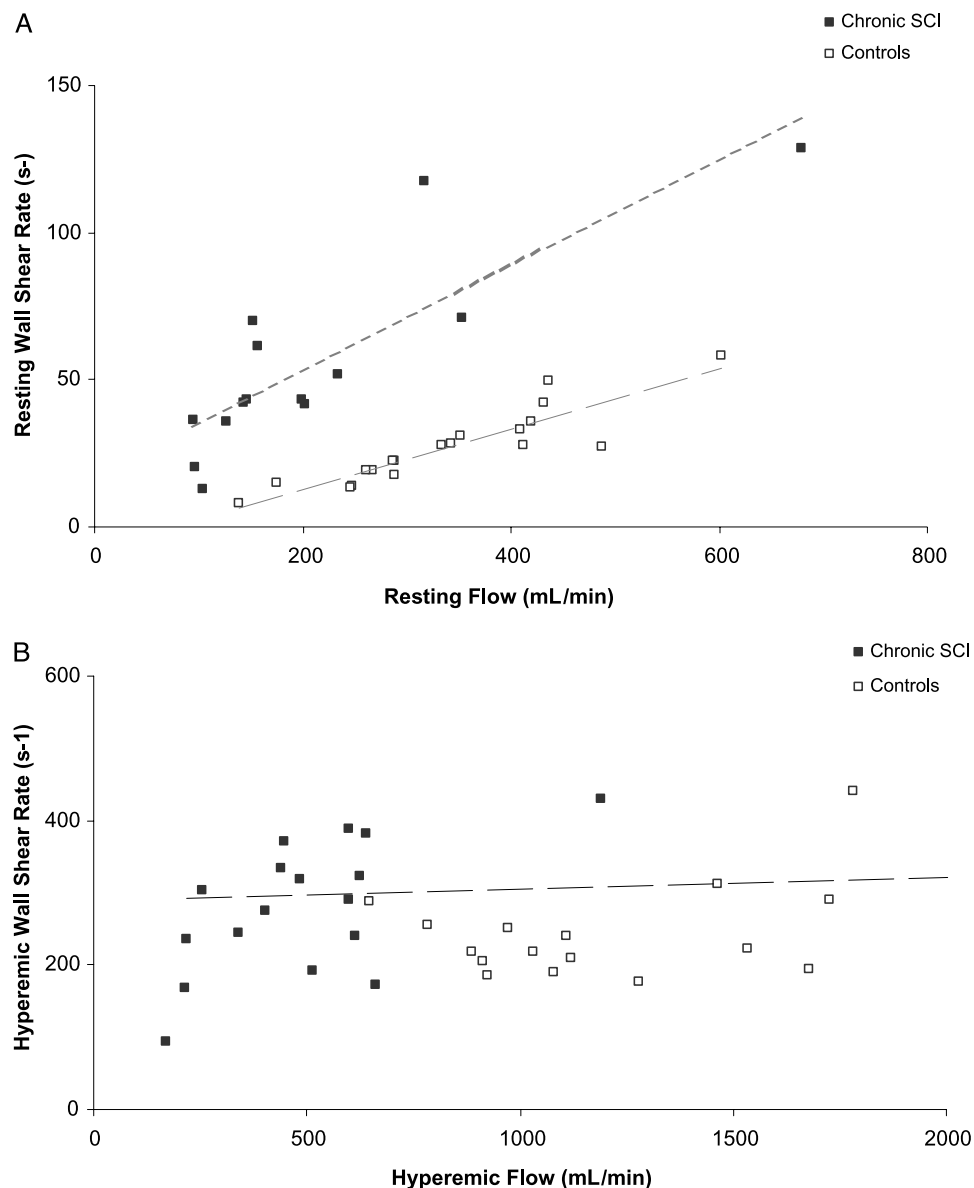 A
Chronic SCI
Controls
150
100
50
0
Resting Wall Shear Rate (s-)
0 200 400 600 800
Resting Flow (mL/min)
B
Chronic SCI
Controls
600
400
200
0
Hyperemic Wall Shear Rate (s-1)
0 500 1000 1500 2000
Hyperemic Flow (mL/min)